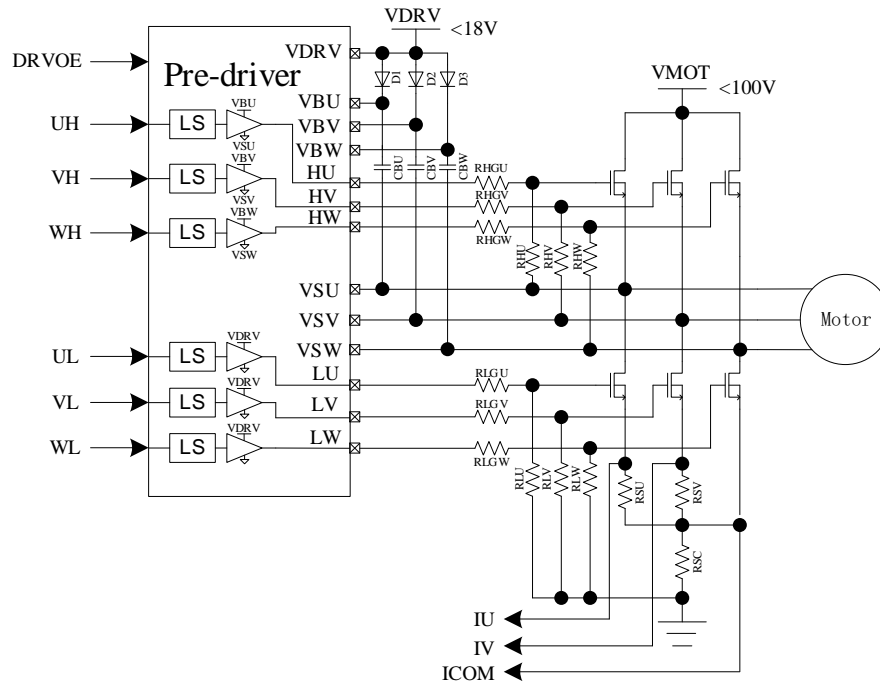 VDRV
<18V
DRVOE
Pre-driver
VDRV
D1
D2
D3
VMOT
<100V
VBU
VBV
VBW
UH
LS
VBU
VSU
CBU
CBV
CBW
HU
RHGU
VH
LS
VBV
VSV
HV
RHGV
WH
LS
VBW
VSW
HW
RHGW
RHU
RHV
RHW
VSU
VSV
VSW
Motor
UL
LS
VDRV
LU
RLGU
VL
LS
VDRV
LV
RLGV
WL
LS
VDRV
LW
RLGW
RLU
RLV
RLW
RSU
RSV
RSC
IU
IV
ICOM